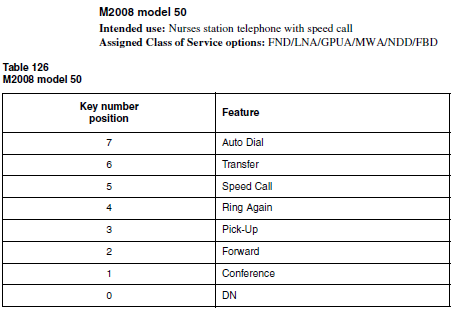 M2008 model 50
Intended use: Nurses station telephone with speed call
Assigned Class of Service options: FND/LNA/GPUA/MWA/NDD/FBD
Table 126
M2008 model 50
Key number position Feature
7 Auto Dial
6 Transfer
5 Speed Call
4 Ring Again
3 Pick-Up
2 Forward
1 Conference
0 DN